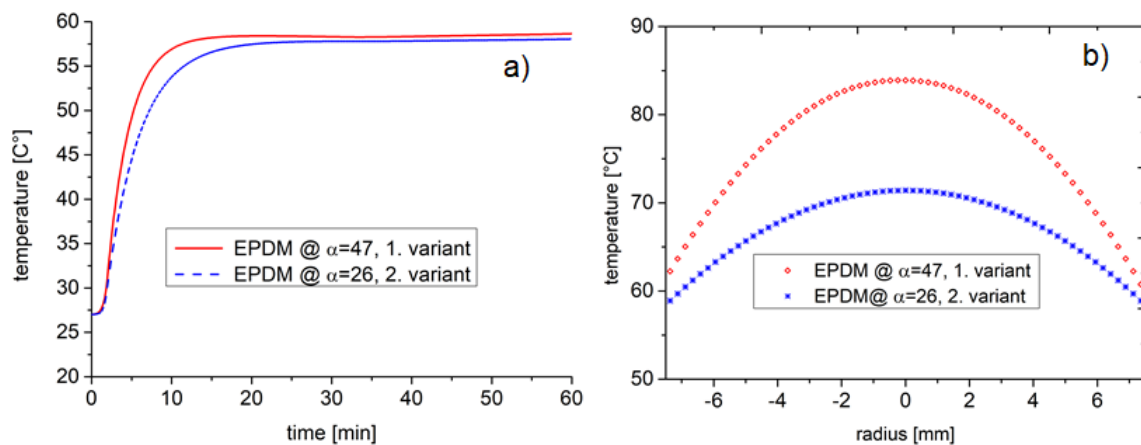 a)
temperature [C°]
60
55
50
45
40
35
30
25
20
EPDM @ α=47, 1. variant
EPDM @ α=26, 2. variant
0
10
20
30
40
50
60
time [min]
b)
temperature [°C]
90
80
70
60
50
EPDM @ α=47, 1. variant
EPDM@ α=26, 2. variant
-6
-4
-2
0
2
4
6
radius [mm]